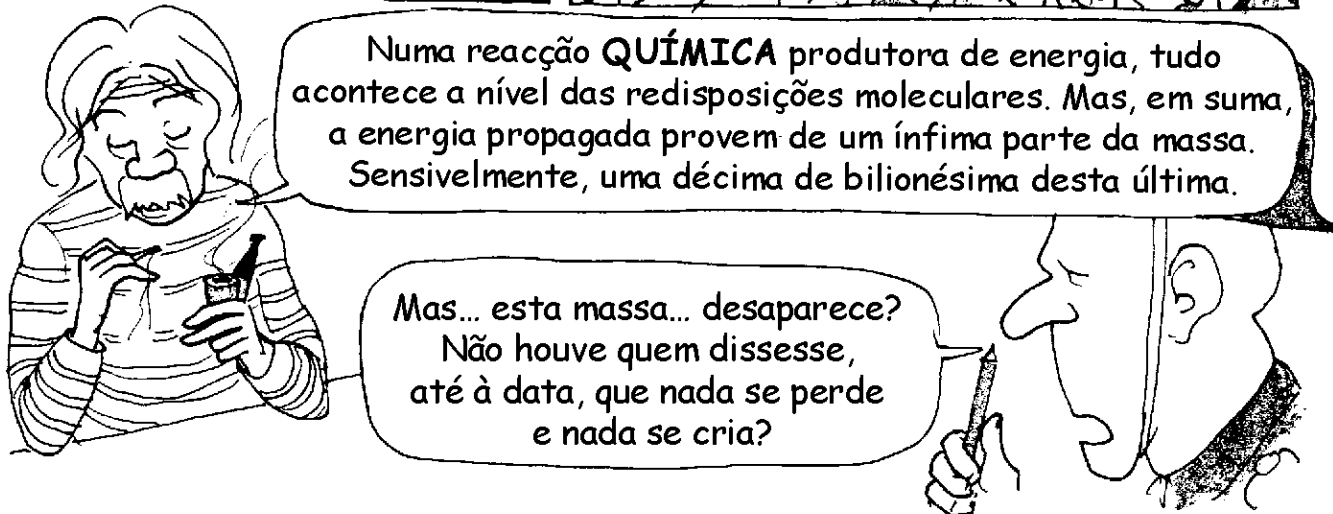 Numa reacção QUÍMICA produtora de energia, tudo
acontece a nível das redisposições moleculares. Mas, em suma,
a energia propagada provem de um ínfima parte da massa.
Sensivelmente, uma décima de bilionésima desta última.
Mas... esta massa... desaparece?
Não houve quem dissesse,
até à data, que nada se perde
e nada se cria?